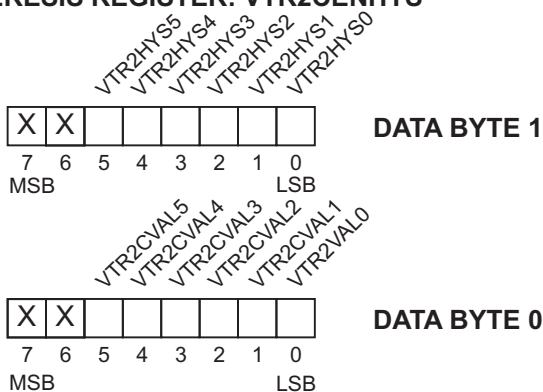 VTR2HYS5 VTR2HYS4 VTR2HYS3 VTR2HYS2 VTR2HYS1 VTR2HYS0
X X DATA BYTE 1
7 6 5 4 3 2 1 0
MSB LSB
VTR2CVAL5 VTR2CVAL4 VTR2CVAL3 VTR2CVAL2 VTR2CVAL1 VTR2VAL0
X X DATA BYTE 0
7 6 5 4 3 2 1 0
MSB LSB